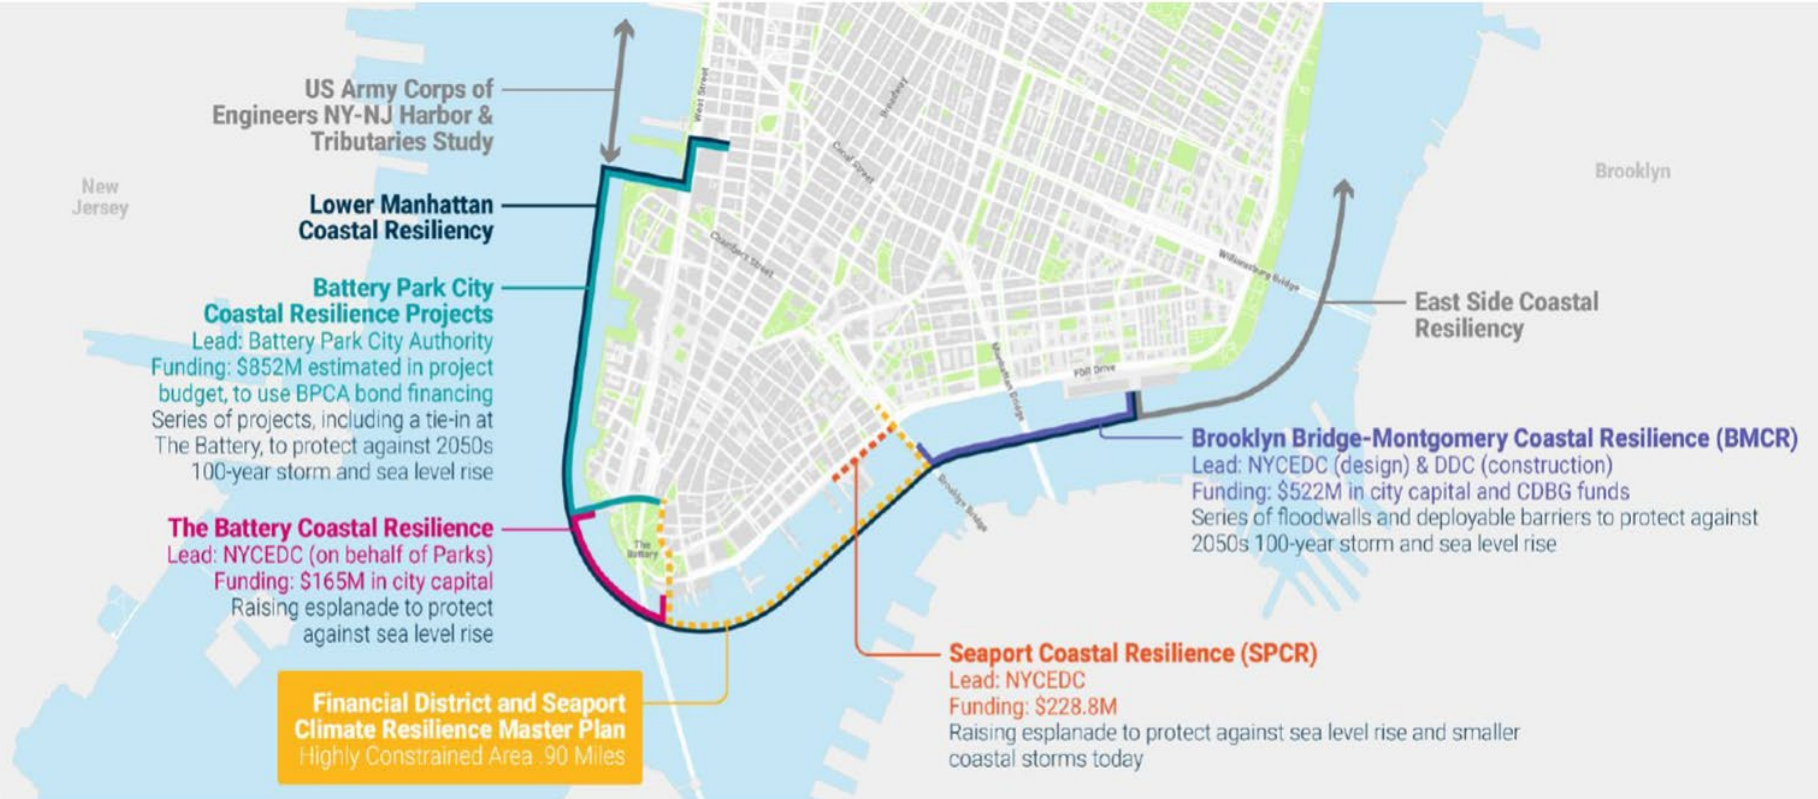 US Army Corps of
Engineers NY-NJ Harbor &
Tributaries Study
New
Jersey
Lower Manhattan
Coastal Resiliency
Battery Park City
Coastal Resilience Projects
Lead: Battery Park City Authority
Funding: $852M estimated in project
budget, to use BPCA bond financing
Series of projects, including a tie-in at
The Battery, to protect against 2050s
100-year storm and sea level rise
The Battery Coastal Resilience
Lead: NYCEDC (on behalf of Parks)
Funding: $165M in city capital
Raising esplanade to protect
against sea level rise
Financial District and Seaport
Climate Resilience Master Plan
Highly Constrained Area .90 Miles
West Street
Broadway
Canal Street
Chambers Street
The
Battery
Manhattan Bridge
FDR Drive
Williamsburg Bridge
Brooklyn Bridge
Brooklyn
East Side Coastal
Resiliency
Brooklyn Bridge-Montgomery Coastal Resilience (BMCR)
Lead: NYCEDC (design) & DDC (construction)
Funding: $522M in city capital and CDBG funds
Series of floodwalls and deployable barriers to protect against
2050s 100-year storm and sea level rise
Seaport Coastal Resilience (SPCR)
Lead: NYCEDC
Funding: $228.8M
Raising esplanade to protect against sea level rise and smaller
coastal storms today